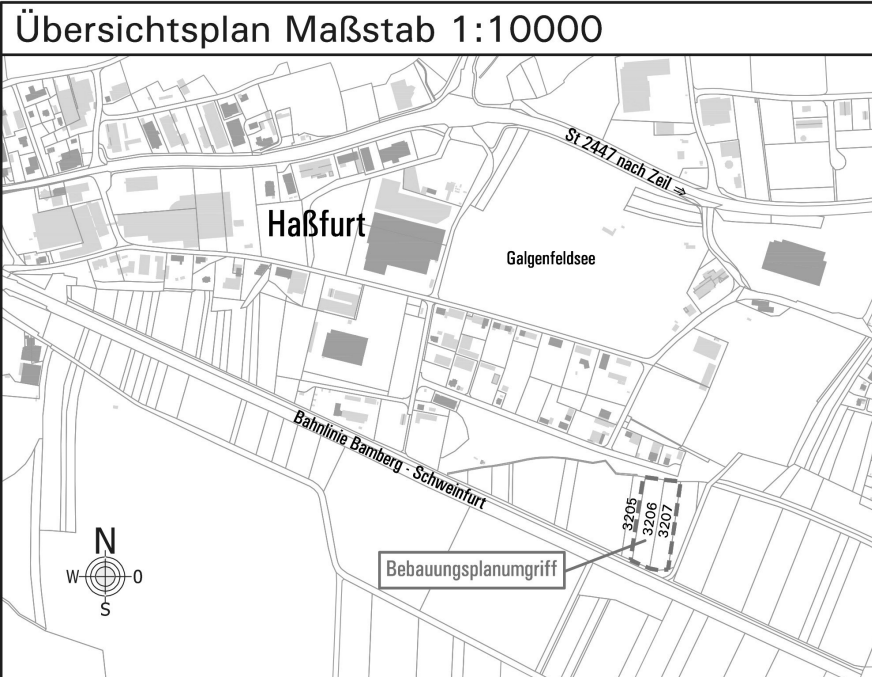 Übersichtsplan Maßstab 1:10000
St 2447 nach Zeil ⇒
Haßfurt
Galgenfeldsee
Bahnlinie Bamberg - Schweinfurt
3205
3206
3207
Bebauungsplanumgriff
N
W
O
S